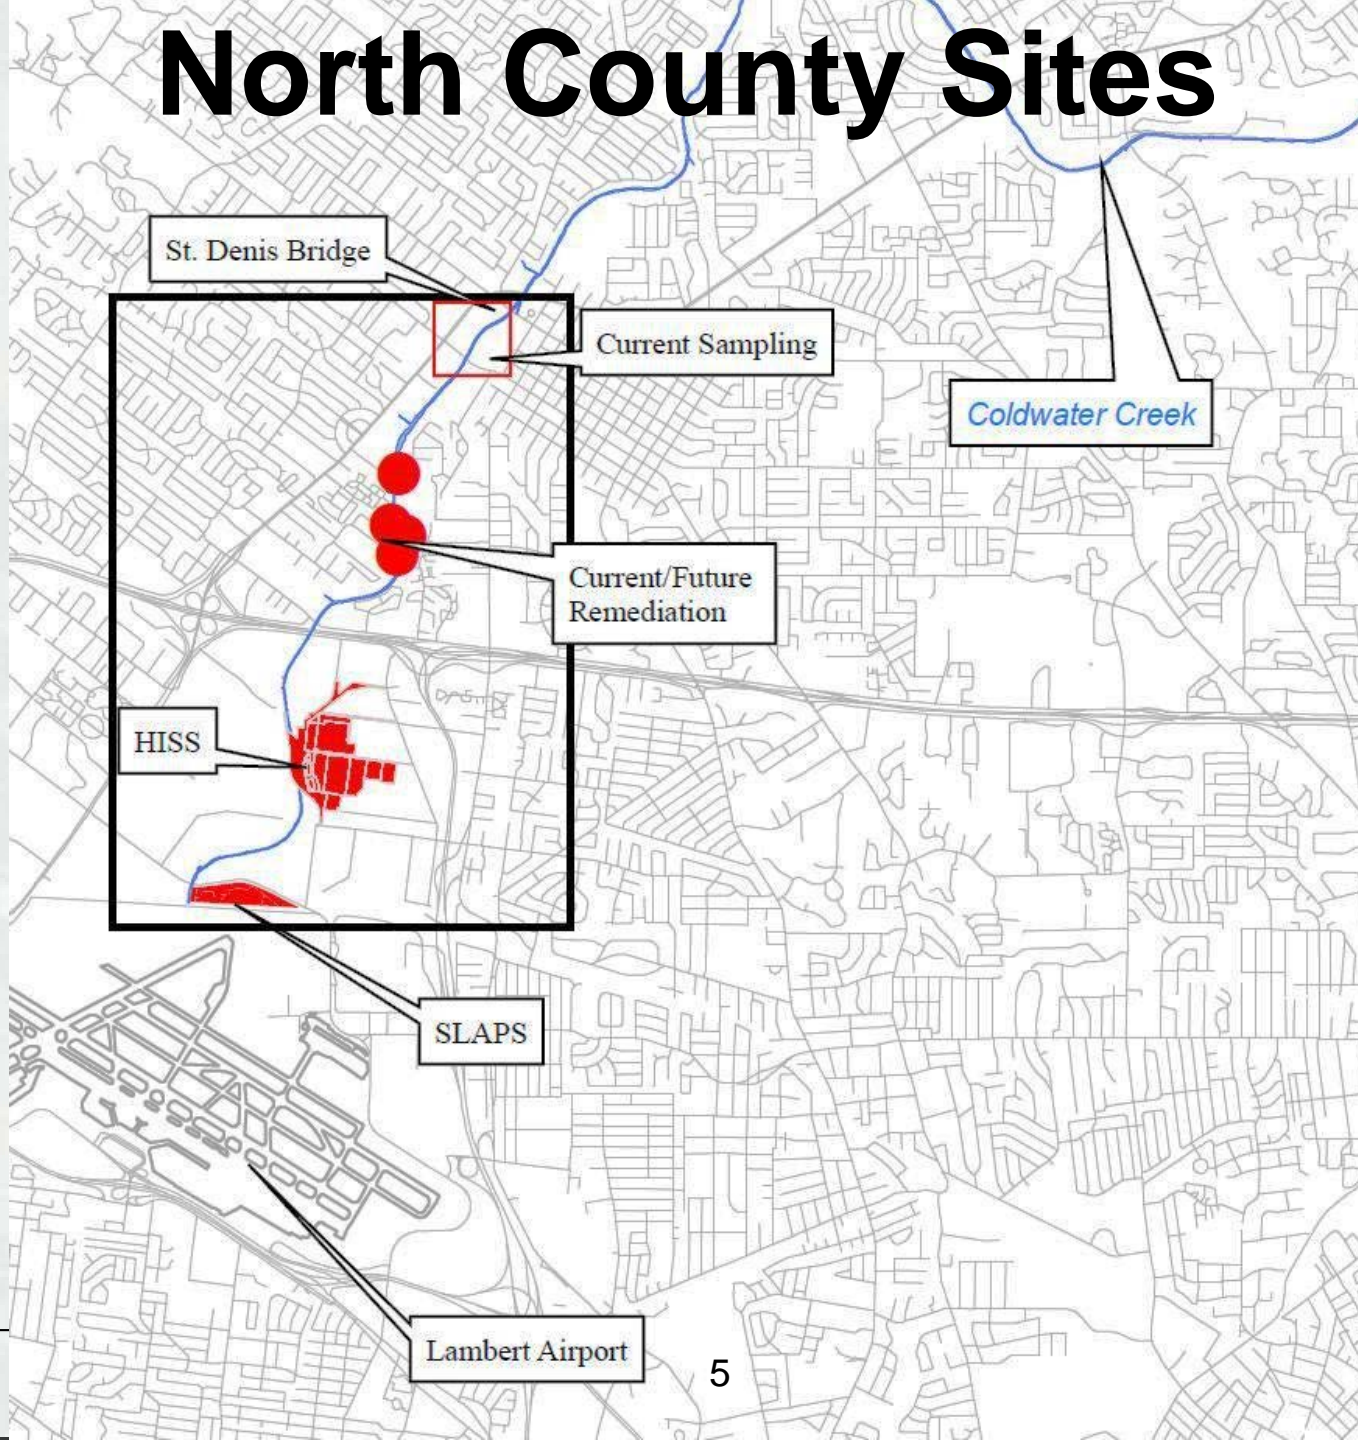 North County Sites
St. Denis Bridge
Current Sampling
Coldwater Creek
Current/Future
Remediation
HISS
SLAPS
Lambert Airport
5